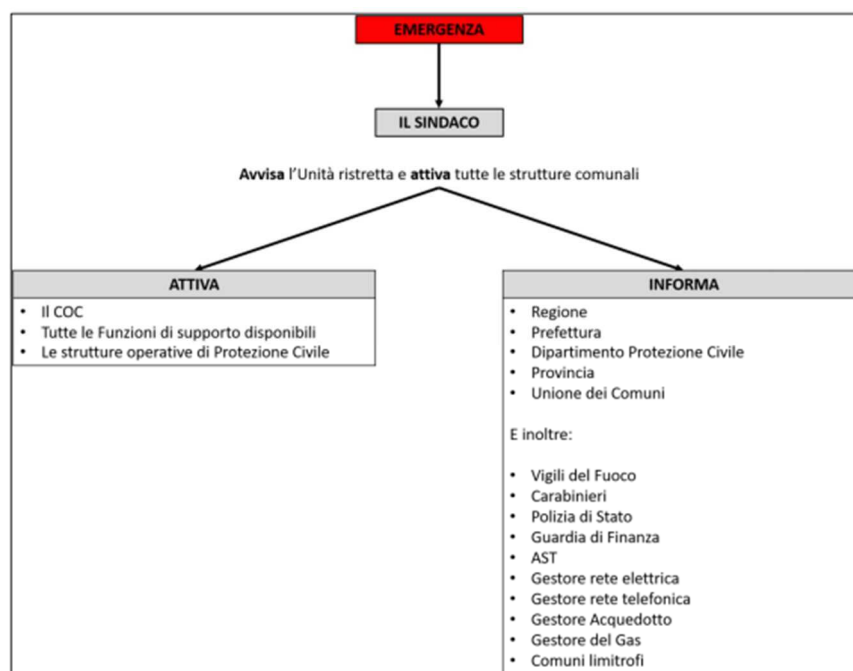 EMERGENZA
IL SINDACO
Avvisa l'Unità ristretta e attiva tutte le strutture comunali
ATTIVA
• Il COC
• Tutte le Funzioni di supporto disponibili
• Le strutture operative di Protezione Civile
INFORMA
• Regione
• Prefettura
• Dipartimento Protezione Civile
• Provincia
• Unione dei Comuni
E inoltre:
• Vigili del Fuoco
• Carabinieri
• Polizia di Stato
• Guardia di Finanza
• AST
• Gestore rete elettrica
• Gestore rete telefonica
• Gestore Acquedotto
• Gestore del Gas
• Comuni limitrofi